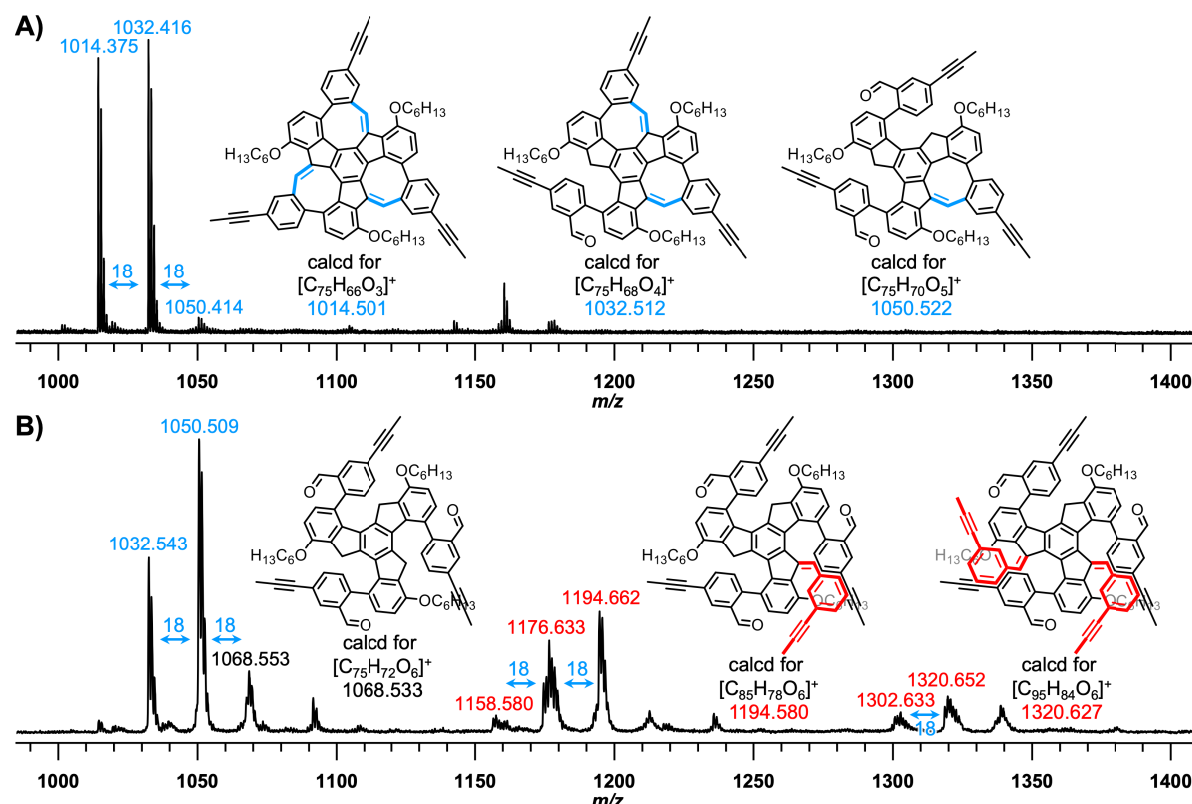 A)
1014.375
1032.416
18
18
1050.414
OC6H13
H13C6O
OC6H13
calcd for
[C75H66O3]+
1014.501
OC6H13
H13C6O
O
OC6H13
calcd for
[C75H68O4]+
1032.512
O
OC6H13
H13C6O
O
OC6H13
calcd for
[C75H70O5]+
1050.522
1000
1050
1100
1150
1200
1250
1300
1350
1400
m/z
B)
1050.509
1032.543
18
18
1068.553
O
OC6H13
O
H13C6O
OC6H13
O
calcd for
[C75H72O6]+
1068.533
1194.662
1176.633
18
18
1158.580
O
OC6H13
O
H13C6O
OC6H13
O
calcd for
[C85H78O6]+
1194.580
1320.652
1302.633
18
O
OC6H13
O
H13C6O
OC6H13
O
calcd for
[C95H84O6]+
1320.627
1000
1050
1100
1150
1200
1250
1300
1350
1400
m/z